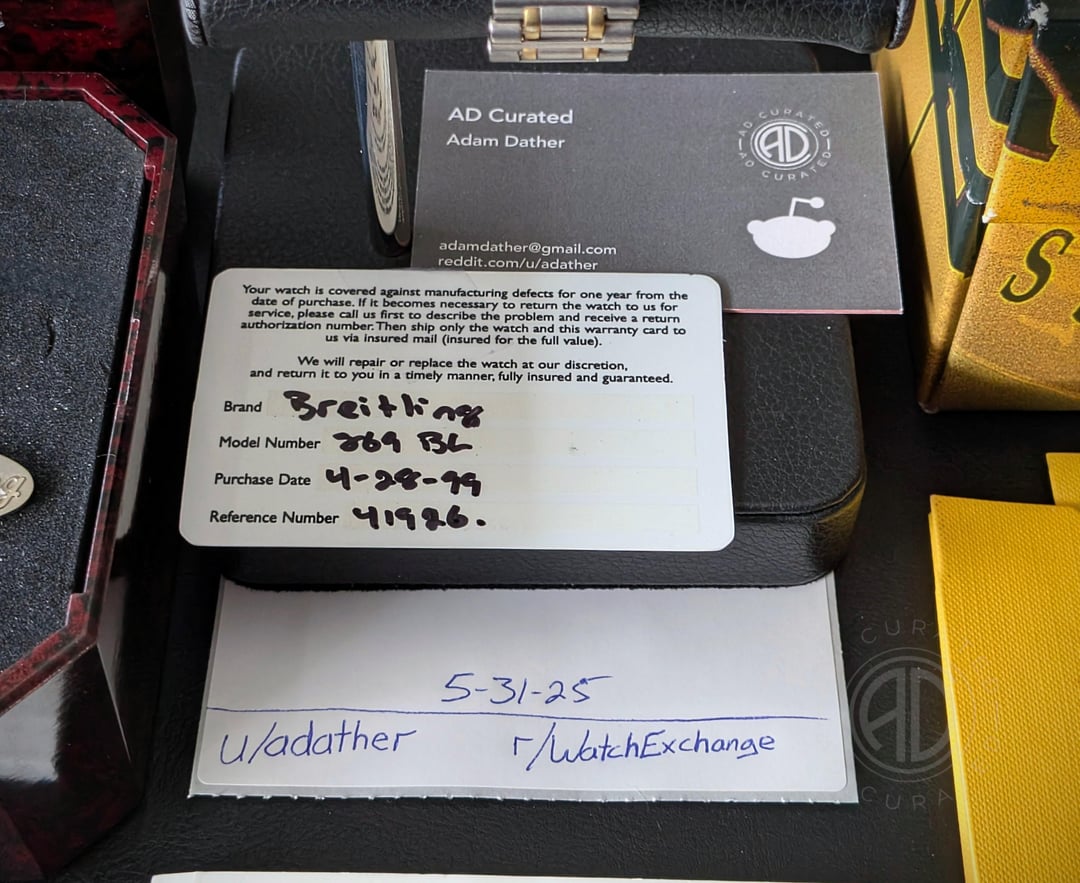 AD Curated
Adam Dather
AD CURATED
AD
AD CURATED
adamdather@gmail.com
reddit.com/u/adather
Your watch is covered against manufacturing defects for one year from the
date of purchase. If it becomes necessary to return the watch to us for
service, please call us first to describe the problem and receive a return
authorization number. Then ship only the watch and this warranty card to
us via insured mail (insured for the full value).
We will repair or replace the watch at our discretion,
and return it to you in a timely manner, fully insured and guaranteed.
Brand Breitling
Model Number 269 BL
Purchase Date 4-28-99
Reference Number 41926.
5-31-25
u/adather r/WatchExchange
CURA
AD
CURA
S